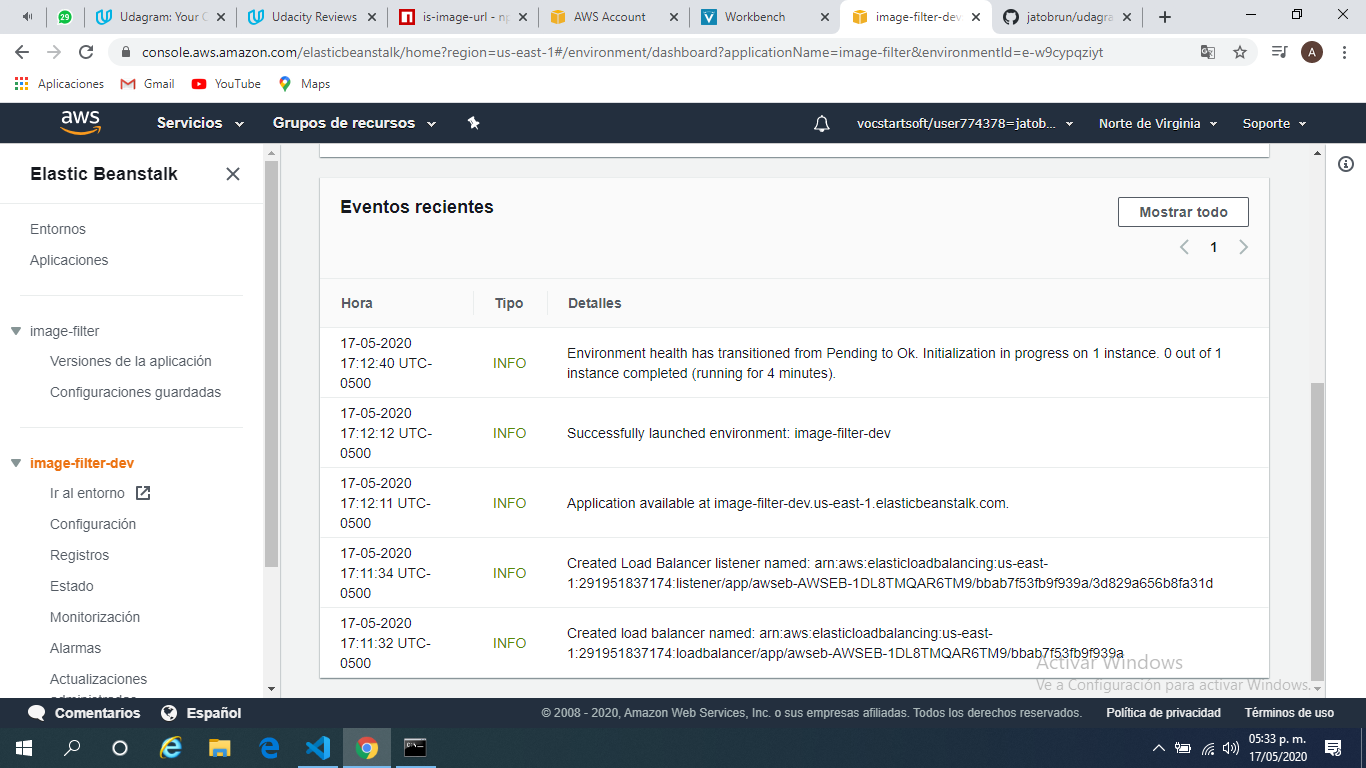 29
Udagram: Your C
Udacity Reviews
is-image-url - np
AWS Account
Workbench
image-filter-dev
jatobrun/udagra
console.aws.amazon.com/elasticbeanstalk/home?region=us-east-1#/environment/dashboard?applicationName=image-filter&environmentId=e-w9cypqziyt
A
Aplicaciones
Gmail
YouTube
Maps
aws
Servicios
Grupos de recursos
vocstartsoft/user774378=jatob...
Norte de Virginia
Soporte
Elastic Beanstalk
Entornos
Aplicaciones
image-filter
Versiones de la aplicación
Configuraciones guardadas
image-filter-dev
Ir al entorno
Configuración
Registros
Estado
Monitorización
Alarmas
Actualizaciones
administradas
Eventos recientes
Mostrar todo
1
Hora
Tipo
Detalles
17-05-2020
17:12:40 UTC-
0500
INFO
Environment health has transitioned from Pending to Ok. Initialization in progress on 1 instance. 0 out of 1
instance completed (running for 4 minutes).
17-05-2020
17:12:12 UTC-
0500
INFO
Successfully launched environment: image-filter-dev
17-05-2020
17:12:11 UTC-
0500
INFO
Application available at image-filter-dev.us-east-1.elasticbeanstalk.com.
17-05-2020
17:11:34 UTC-
0500
INFO
Created Load Balancer listener named: arn:aws:elasticloadbalancing:us-east-
1:291951837174:listener/app/awseb-AWSEB-1DL8TMQAR6TM9/bbab7f53fb9f939a/3d829a656b8fa31d
17-05-2020
17:11:32 UTC-
0500
INFO
Created load balancer named: arn:aws:elasticloadbalancing:us-east-
1:291951837174:loadbalancer/app/awseb-AWSEB-1DL8TMQAR6TM9/bbab7f53fb9f939a
Activar Windows
Ve a Configuración para activar Windows.
Comentarios
Español
© 2008 - 2020, Amazon Web Services, Inc. o sus empresas afiliadas. Todos los derechos reservados.
Política de privacidad
Términos de uso
05:33 p. m.
17/05/2020